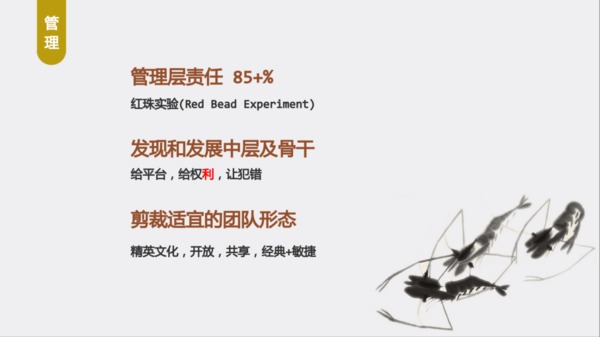 管
理
管理层责任 85+%
红珠实验(Red Bead Experiment)
发现和发展中层及骨干
给平台，给权利，让犯错
剪裁适宜的团队形态
精英文化，开放，共享，经典+敏捷